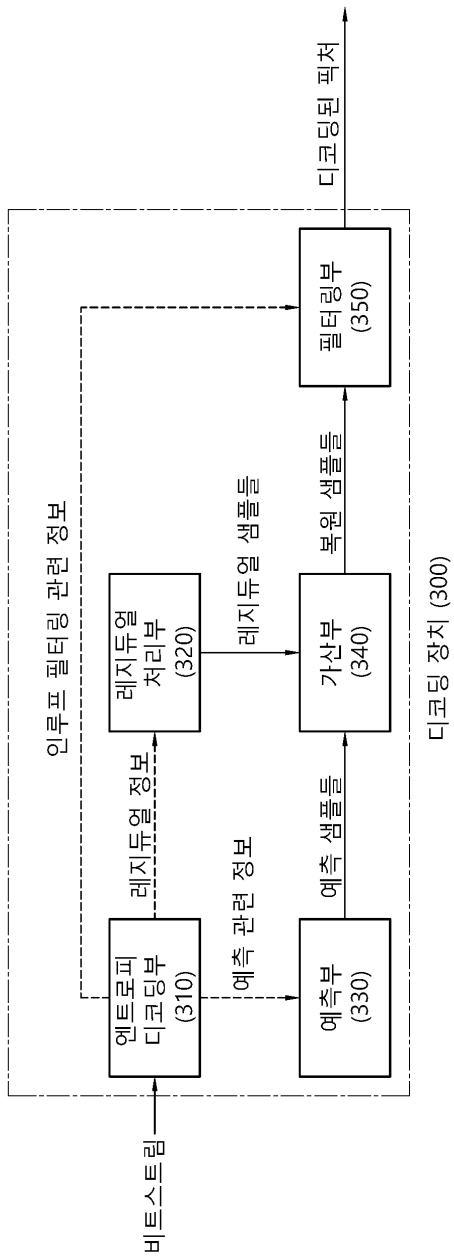 비트스트림
엔트로피
디코딩부
(310)
인루프 필터링 관련 정보
레지듀얼 정보
레지듀얼
처리부
(320)
예측 관련 정보
레지듀얼 샘플들
예측부
(330)
예측 샘플들
가산부
(340)
복원 샘플들
필터링부
(350)
디코딩된 픽처
디코딩 장치 (300)